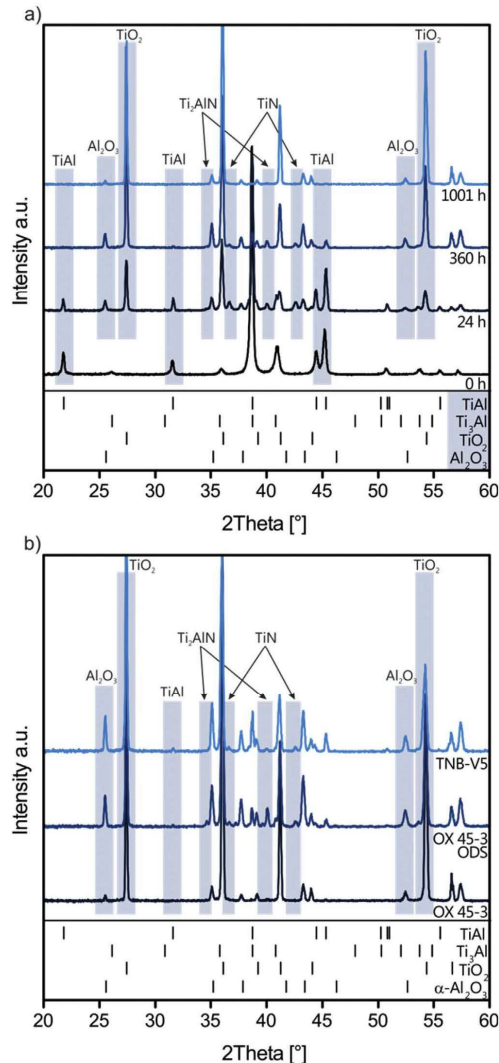 a)
TiO₂
Ti₂AlN
TiN
Al₂O₃
Al₂O₃
TiAl
TiAl
TiAl
1001 h
360 h
24 h
0 h
Intensity a.u.
TiAl
Ti₃Al
TiO₂
Al₂O₃
20 25 30 35 40 45 50 55 60
2Theta [°]
b)
TiO₂
Ti₂AlN
TiN
Al₂O₃
TiAl
Al₂O₃
TNB-V5
OX 45-3
ODS
OX 45-3
Intensity a.u.
TiAl
Ti₃Al
TiO₂
α-Al₂O₃
20 25 30 35 40 45 50 55 60
2Theta [°]